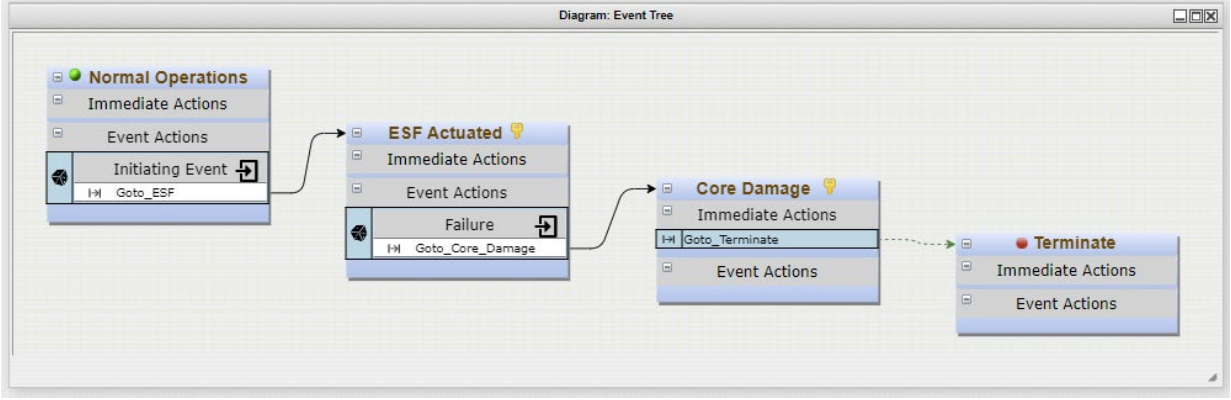 Diagram: Event Tree
Normal Operations
Immediate Actions
Event Actions
Initiating Event
Goto_ESF
ESF Actuated
Immediate Actions
Event Actions
Failure
Goto_Core_Damage
Core Damage
Immediate Actions
Goto_Terminate
Event Actions
Terminate
Immediate Actions
Event Actions